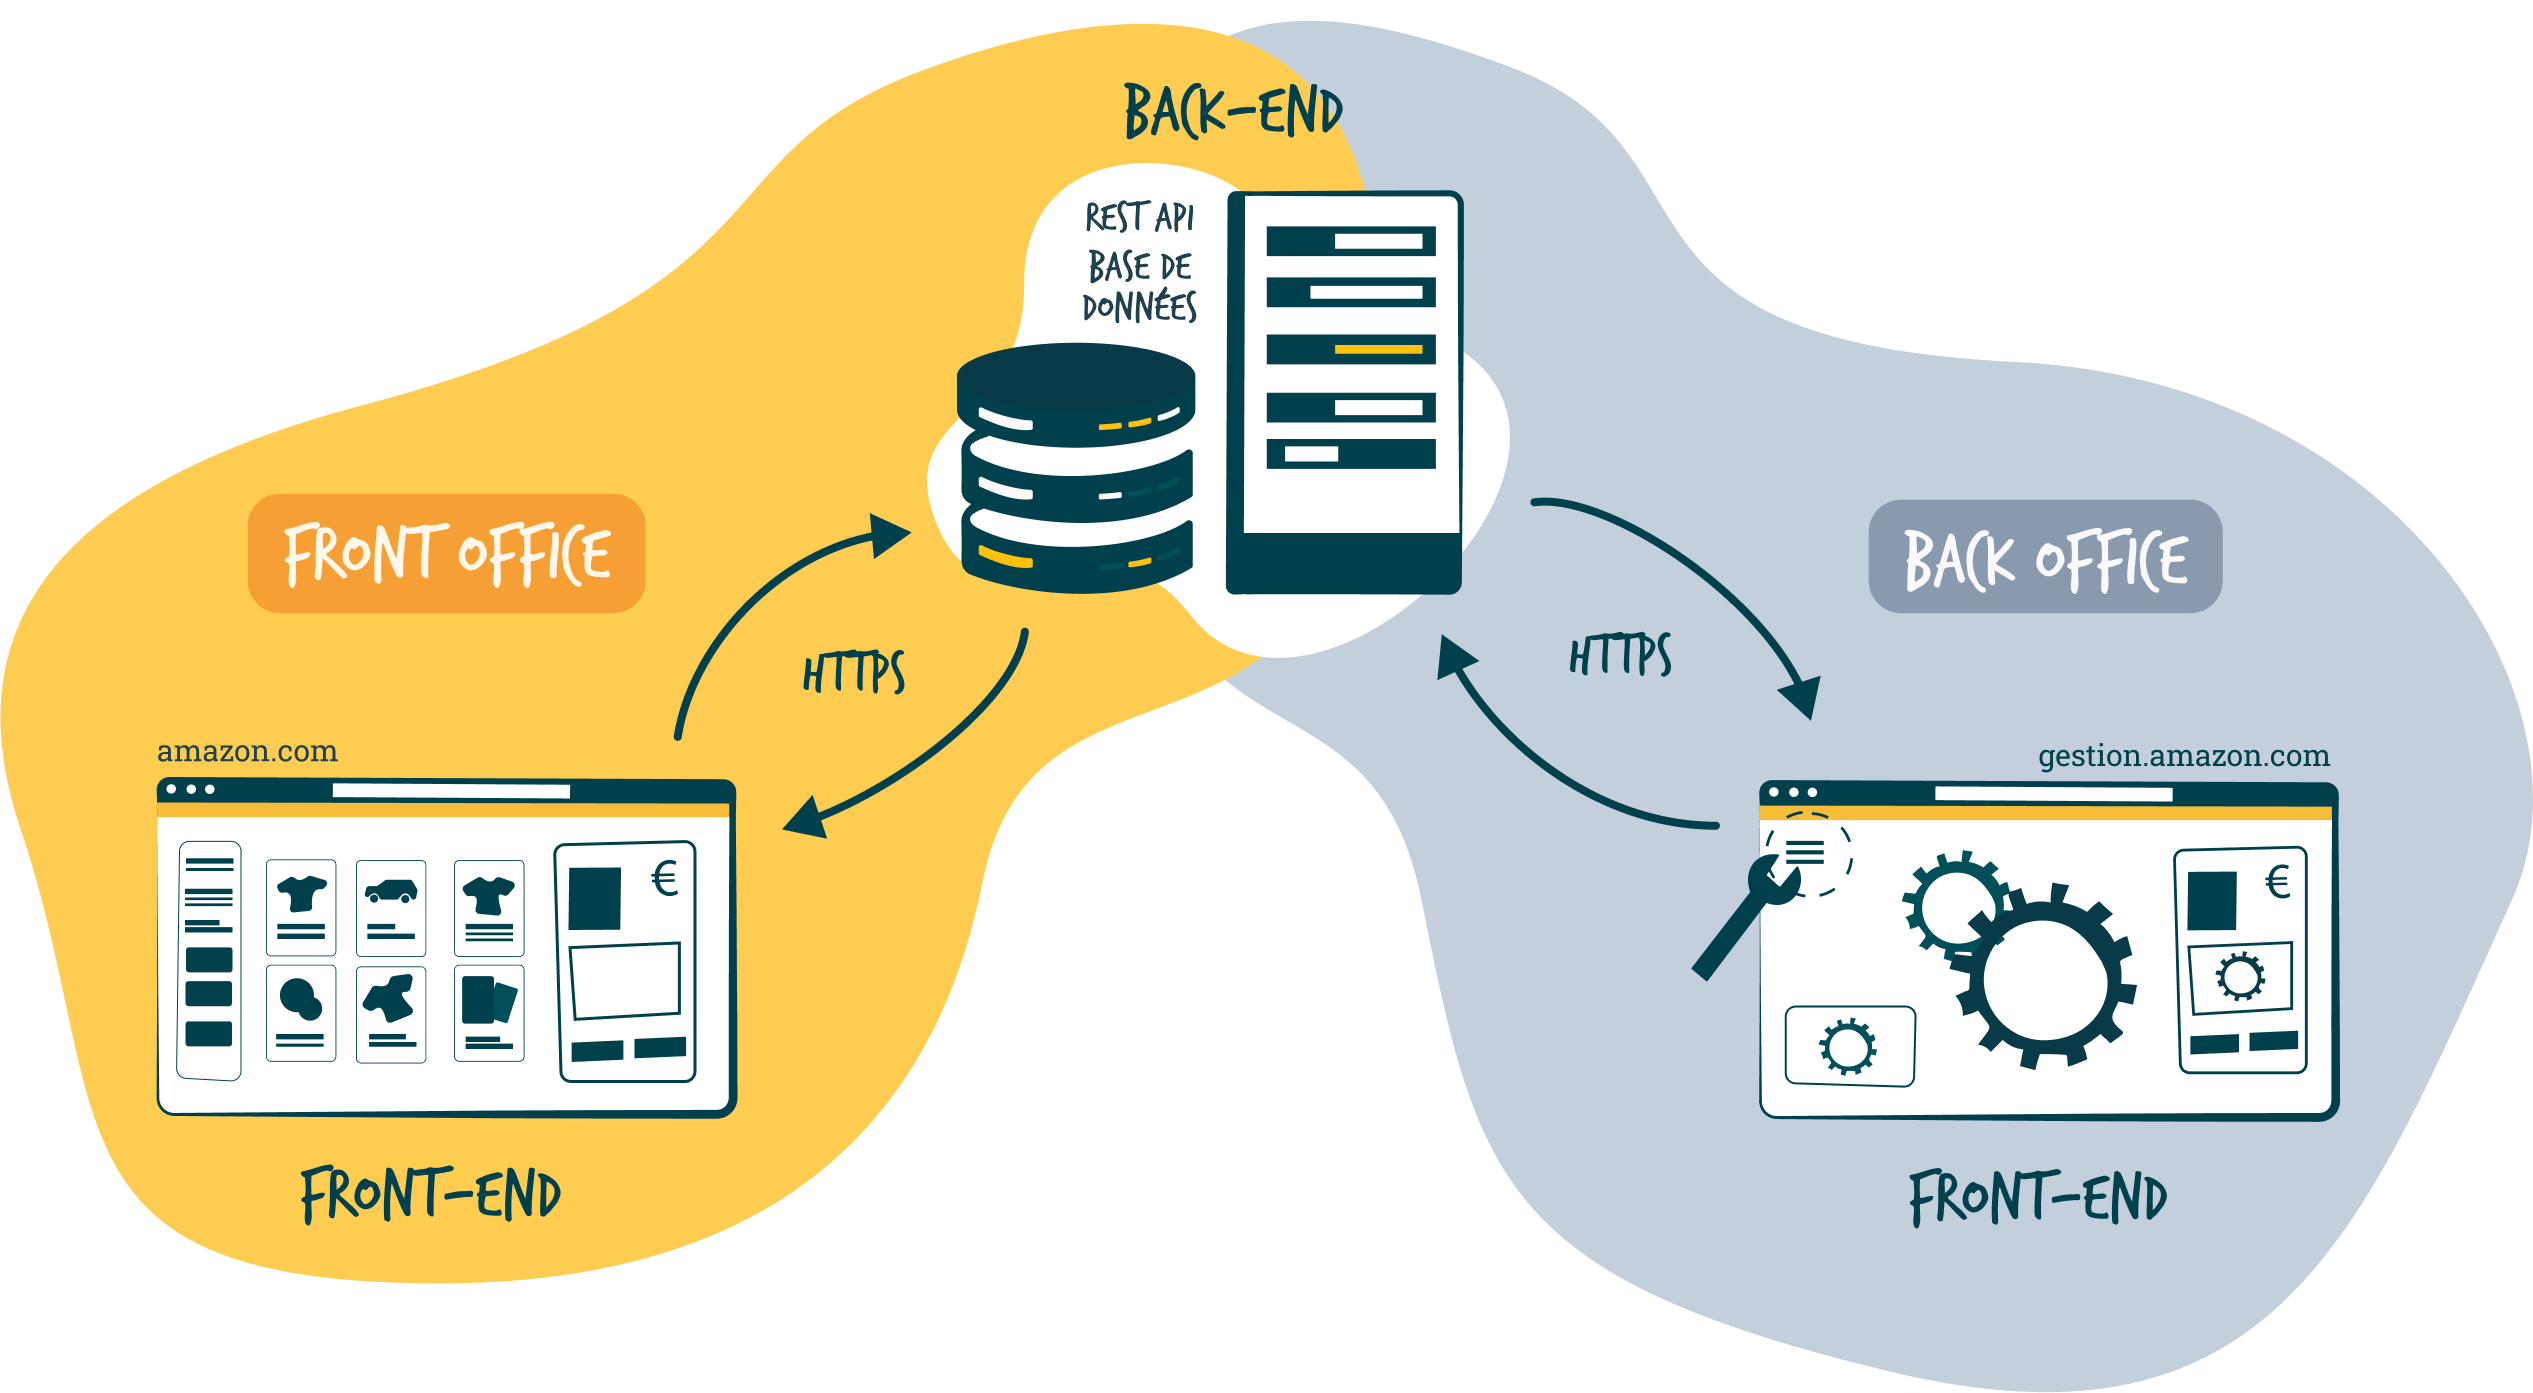 BACK-END
REST API
BASE DE
DONNÉES
FRONT OFFICE
BACK OFFICE
HTTPS
HTTPS
amazon.com
gestion.amazon.com
€
€
FRONT-END
FRONT-END